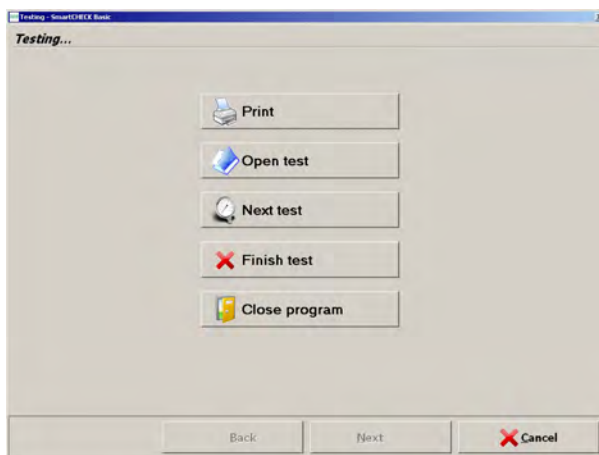 Testing - SmartCHECK Basic
Testing...
Print
Open test
Next test
Finish test
Close program
Back
Next
Cancel